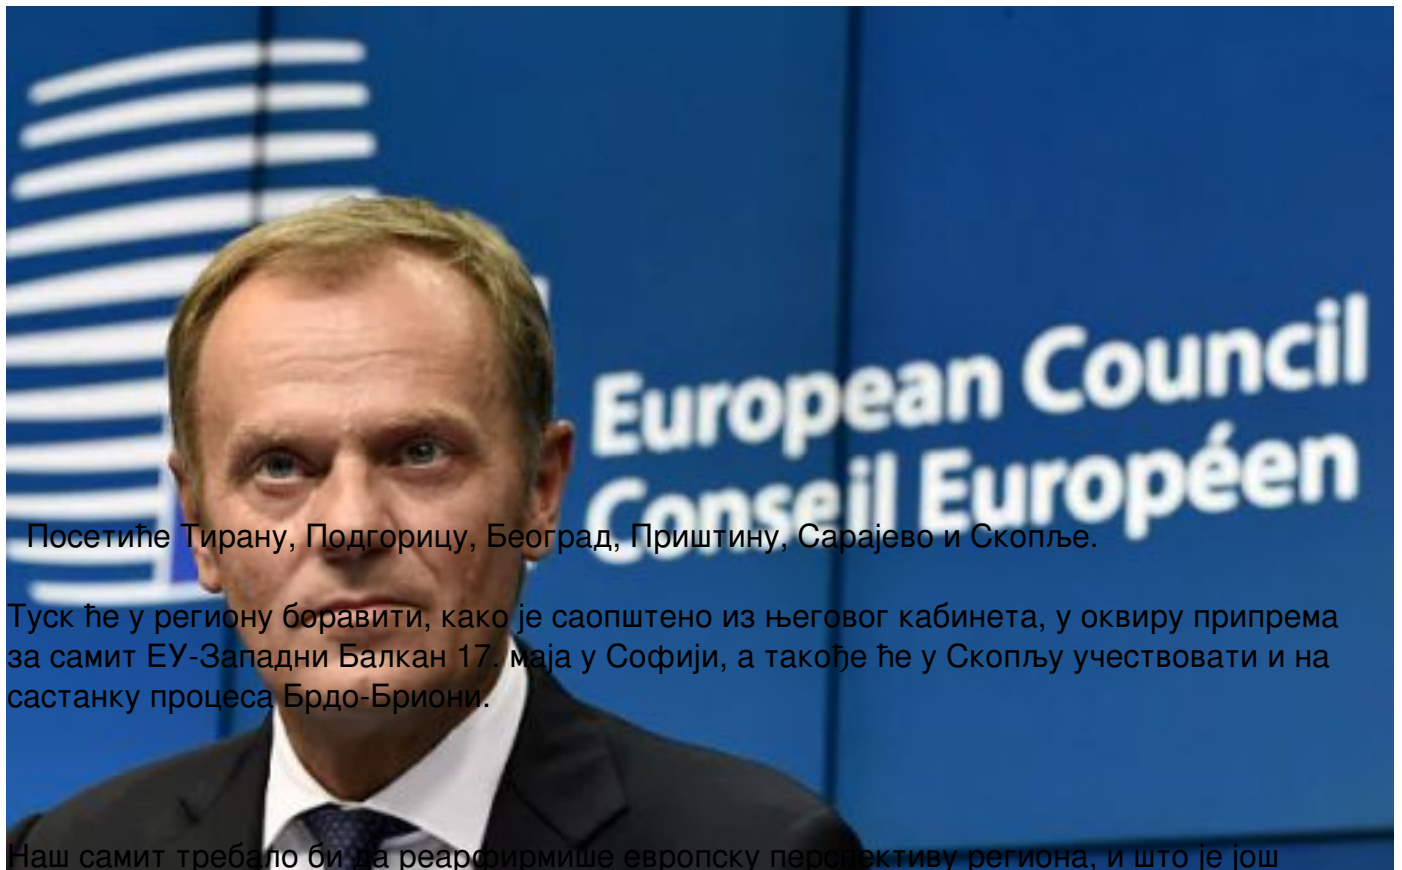 European Council
Conseil Européen
Посетиће Тирану, Подгорицу, Београд, Приштину, Сарајево и Скопље.
Туск ће у региону боравити, како је саопштено из његовог кабинета, у оквиру припрема
за самит ЕУ-Западни Балкан 17. маја у Софији, а такође ће у Скопљу учествовати и на
састанку процеса Брдо-Бриони.
Наш самит требало би да реарфирмише европску перспективу региона, и што је још